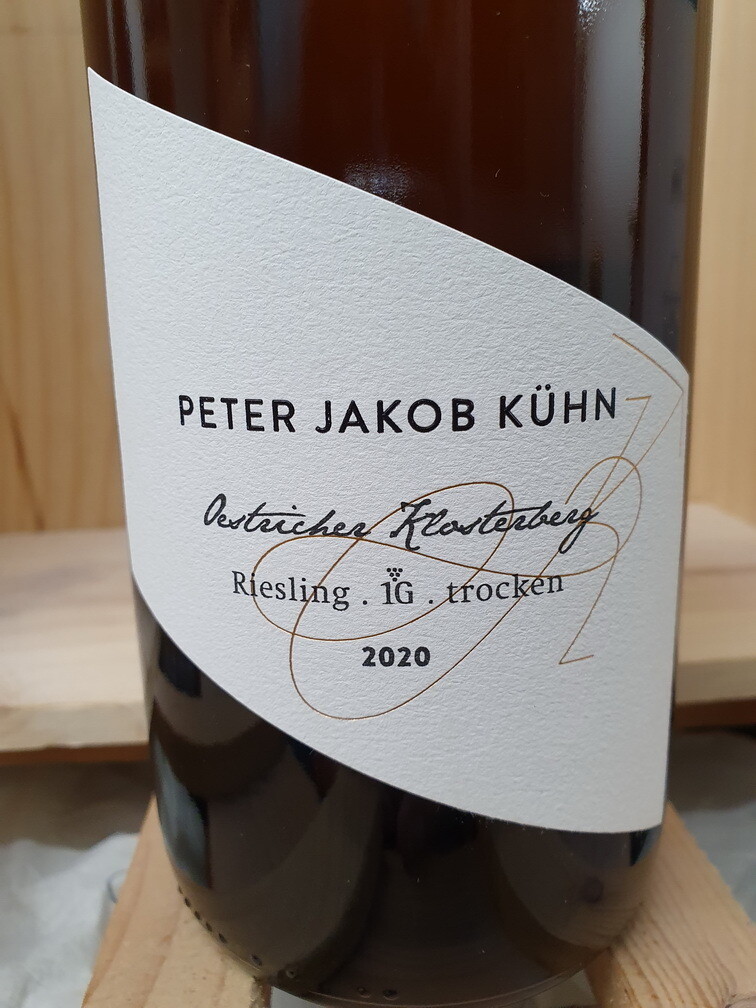 PETER JAKOB KÜHN
Oestricher Klosterberg
Riesling . 1G . trocken
2020